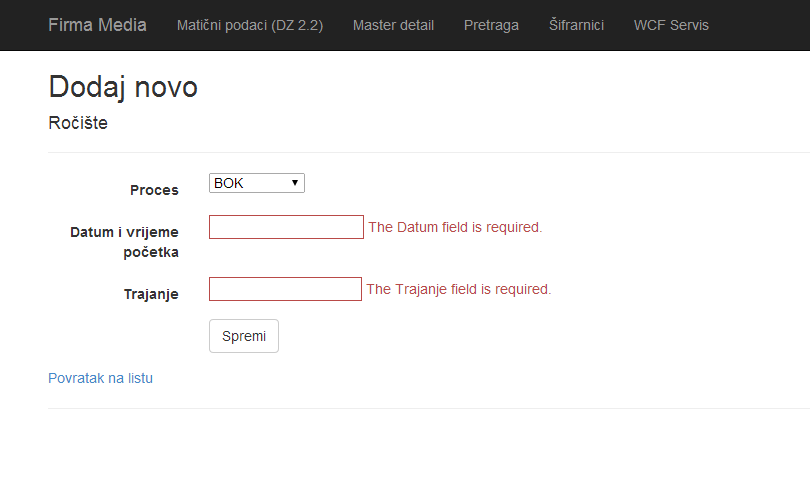 Firma Media Matični podaci (DZ 2.2) Master detail Pretraga Šifrarnici WCF Servis
Dodaj novo
Ročište
Proces BOK
Datum i vrijeme početka The Datum field is required.
Trajanje The Trajanje field is required.
Spremi
Povratak na listu